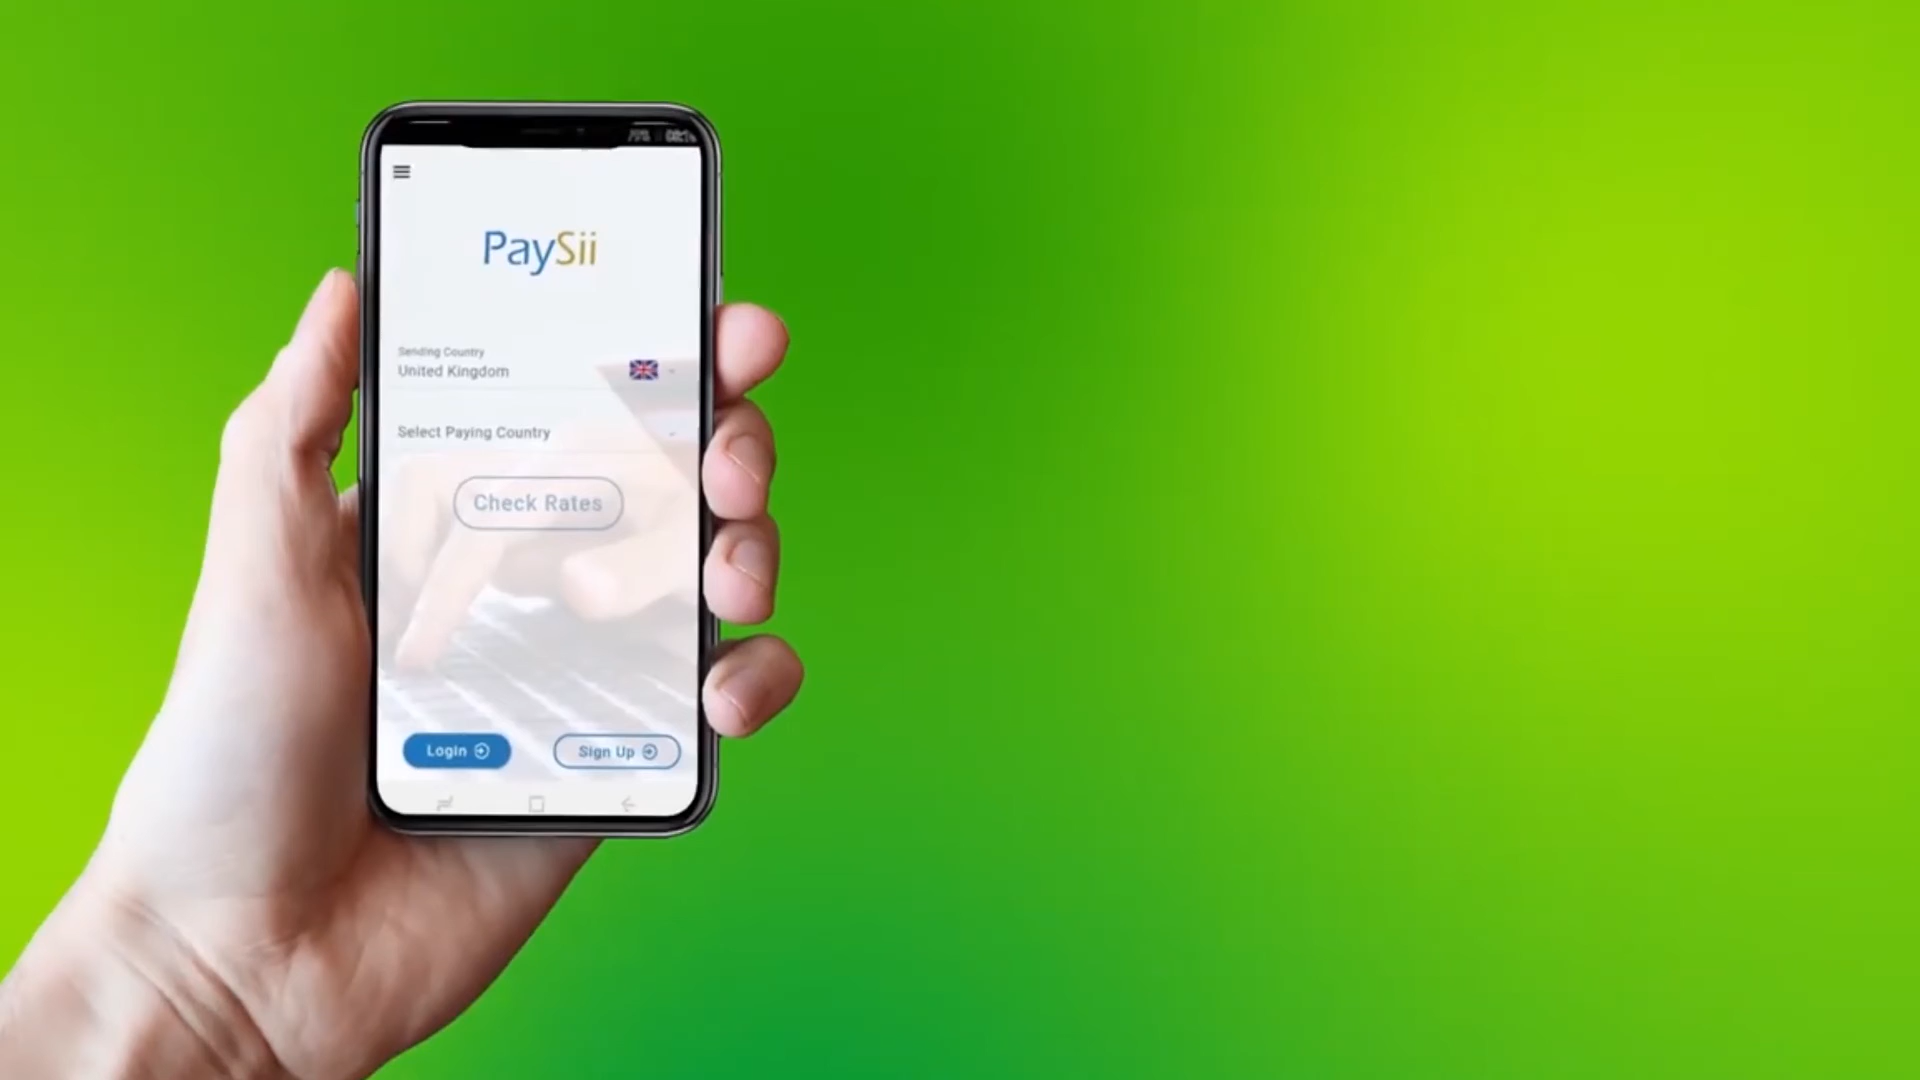 PaySii
Sending Country
United Kingdom
Select Paying Country
Check Rates
Login
Sign Up